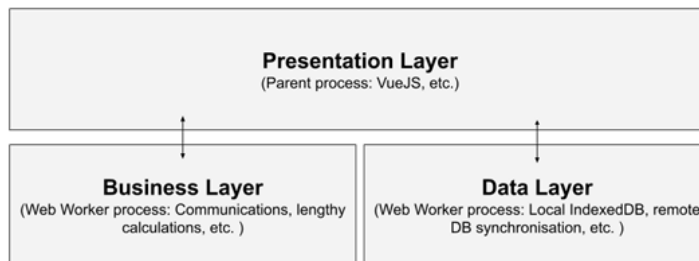 Presentation Layer
(Parent process: VueJS, etc.)
Business Layer
(Web Worker process: Communications, lengthy
calculations, etc. )
Data Layer
(Web Worker process: Local IndexedDB, remote
DB synchronisation, etc. )